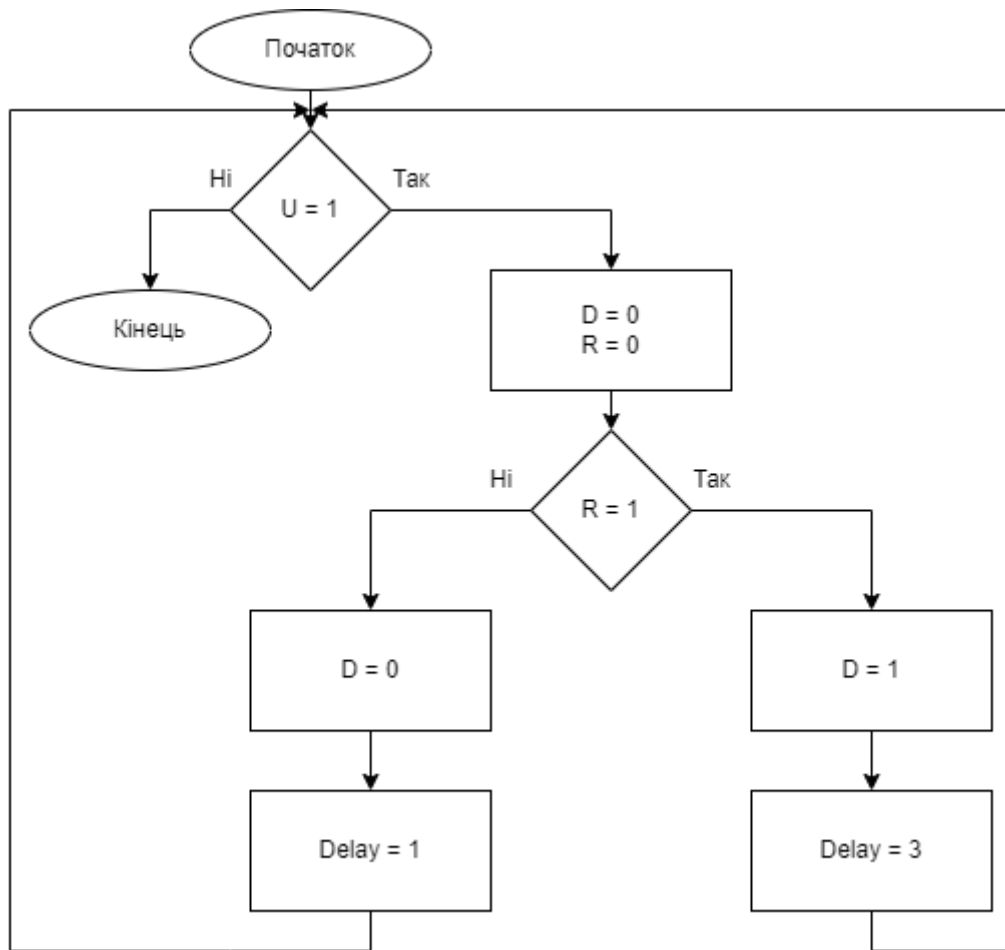 Початок
Ні
Так
U = 1
Кінець
D = 0
R = 0
Ні
Так
R = 1
D = 0
D = 1
Delay = 1
Delay = 3